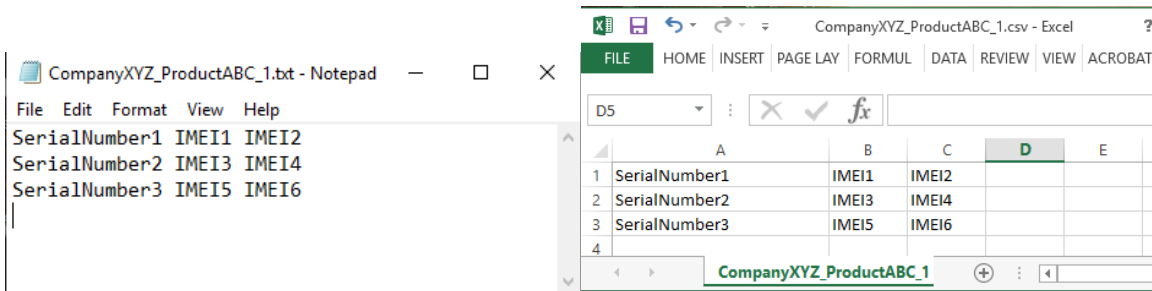 CompanyXYZ_ProductABC_1.txt - Notepad
File Edit Format View Help
SerialNumber1 IMEI1 IMEI2
SerialNumber2 IMEI3 IMEI4
SerialNumber3 IMEI5 IMEI6
CompanyXYZ_ProductABC_1.csv - Excel ?
FILE HOME INSERT PAGE LAY FORMUL DATA REVIEW VIEW ACROBAT
D5 fx
A B C D E
1 SerialNumber1 IMEI1 IMEI2
2 SerialNumber2 IMEI3 IMEI4
3 SerialNumber3 IMEI5 IMEI6
4
CompanyXYZ_ProductABC_1